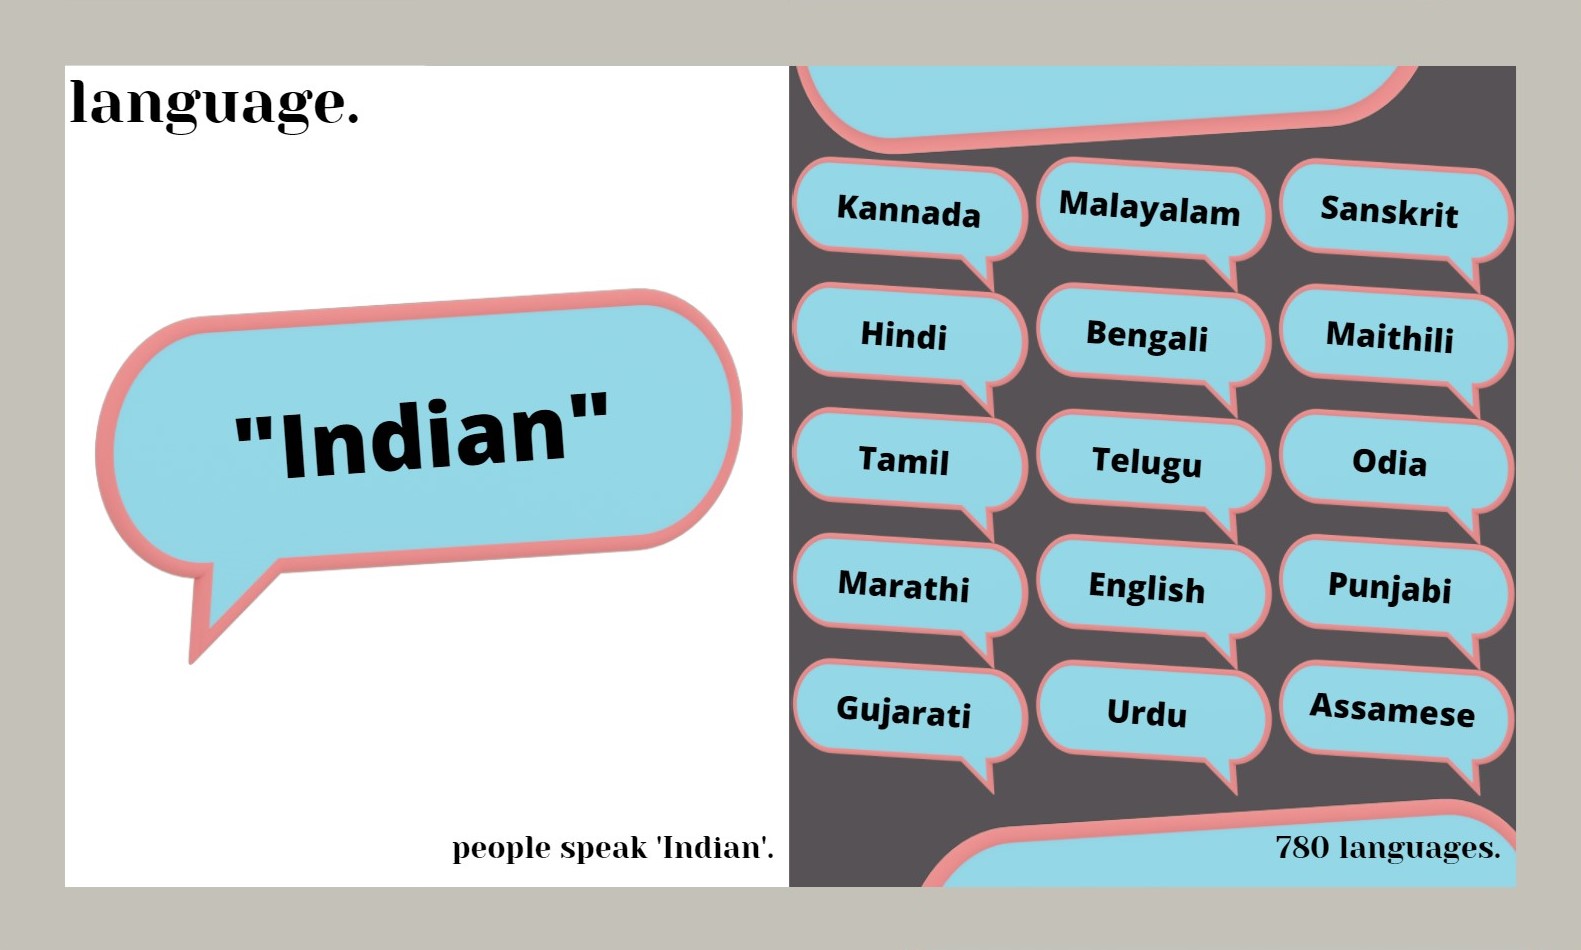 language.
"Indian"
people speak 'Indian'.
Kannada
Malayalam
Sanskrit
Hindi
Bengali
Maithili
Tamil
Telugu
Odia
Marathi
English
Punjabi
Gujarati
Urdu
Assamese
780 languages.